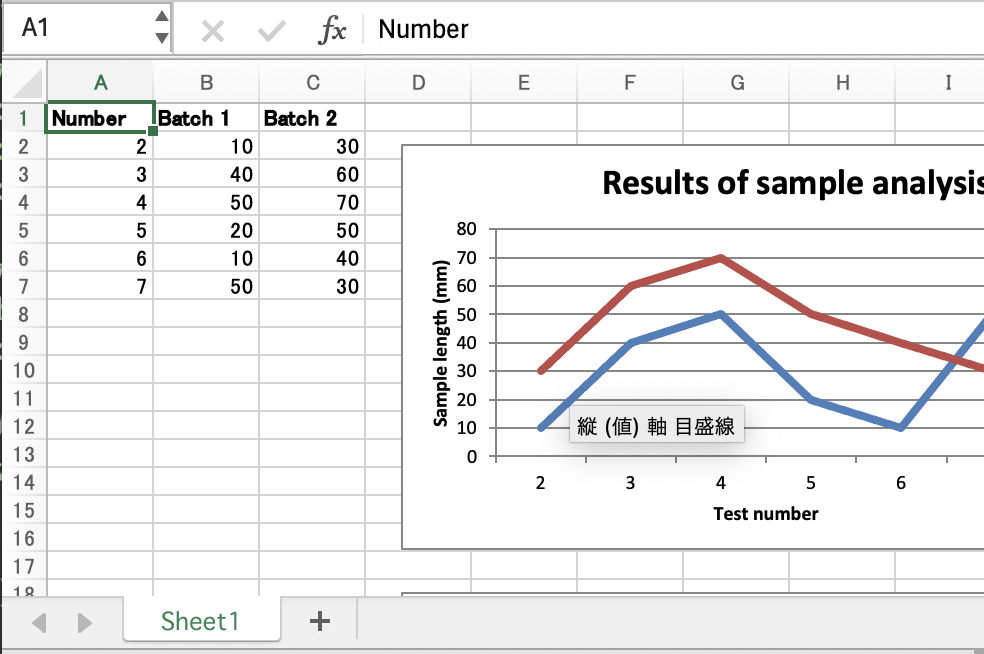 A1 fx Number
A B C D E F G H I
1 Number Batch 1 Batch 2
2 2 10 30
3 3 40 60
4 4 50 70
5 5 20 50
6 6 10 40
7 7 50 30
8
9
10
11
12
13
14
15
16
17
18
Results of sample analysis
80
70
60
50
40
30
20
10
0
Sample length (mm)
縦 (値) 軸 目盛線
2 3 4 5 6
Test number
Sheet1 +